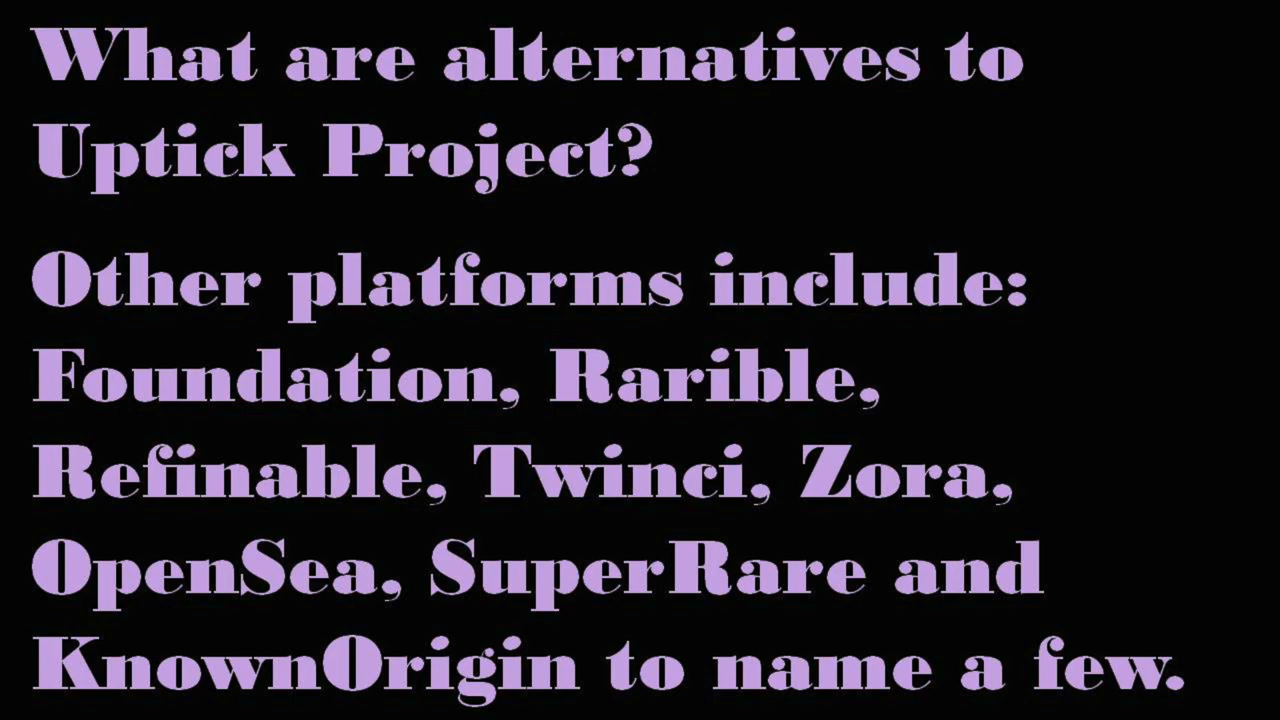 What are alternatives to
Uptick Project?
Other platforms include:
Foundation, Rarible,
Refinable, Twinci, Zora,
OpenSea, SuperRare and
KnownOrigin to name a few.